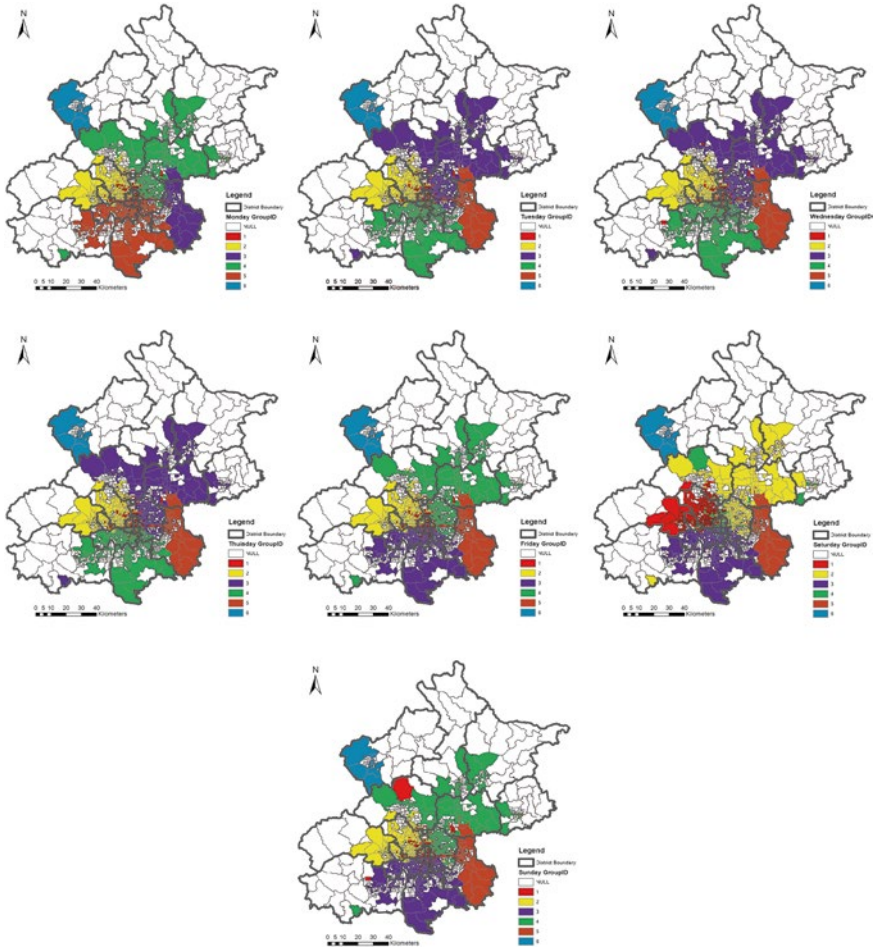 N
N
N
Legend
District Boundary
Monday GroupID
NULL
1
2
3
4
5
6
0 5 10 20 30 40
Kilometers
Legend
District Boundary
Tuesday GroupID
NULL
1
2
3
4
5
6
0 5 10 20 30 40
Kilometers
Legend
District Boundary
Wednesday GroupID
NULL
1
2
3
4
5
6
0 5 10 20 30 40
Kilometers
N
N
N
Legend
District Boundary
Thursday GroupID
NULL
1
2
3
4
5
6
0 5 10 20 30 40
Kilometers
Legend
District Boundary
Friday GroupID
NULL
1
2
3
4
5
6
0 5 10 20 30 40
Kilometers
Legend
District Boundary
Saturday GroupID
NULL
1
2
3
4
5
6
0 5 10 20 30 40
Kilometers
N
Legend
District Boundary
Sunday GroupID
NULL
1
2
3
4
5
6
0 5 10 20 30 40
Kilometers